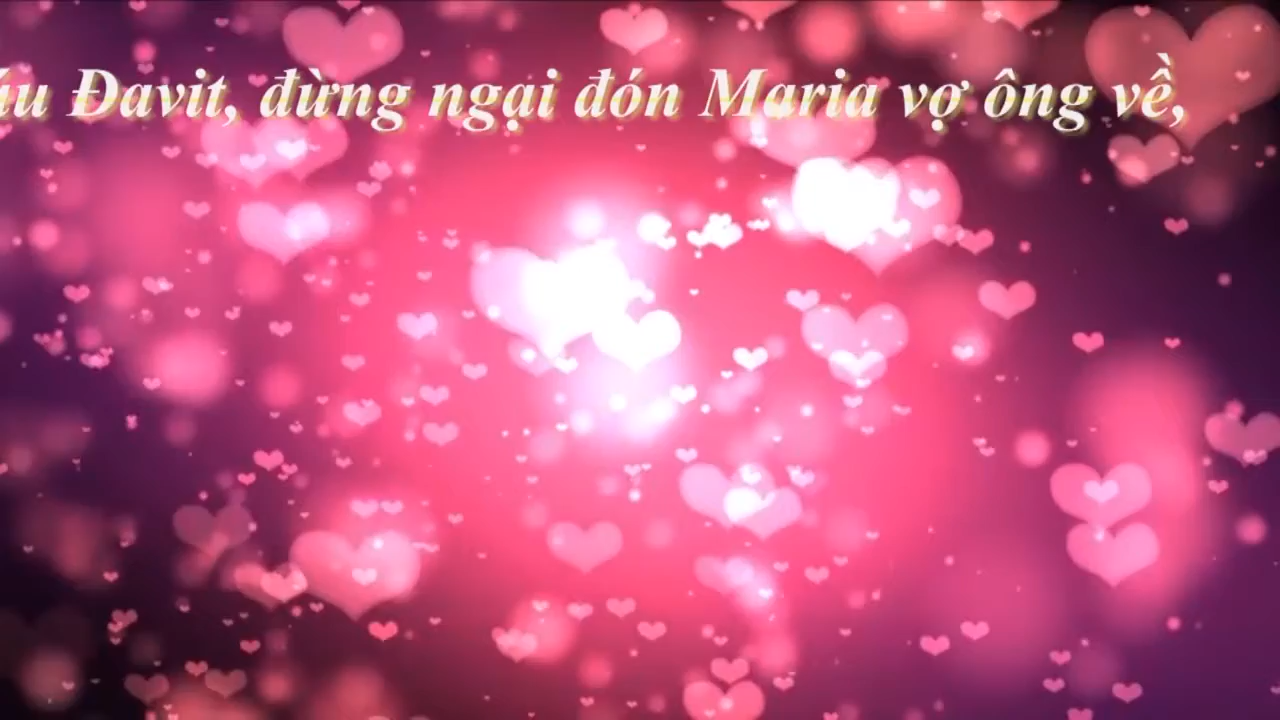 Đavit, đừng ngại đón Maria vợ ông về,